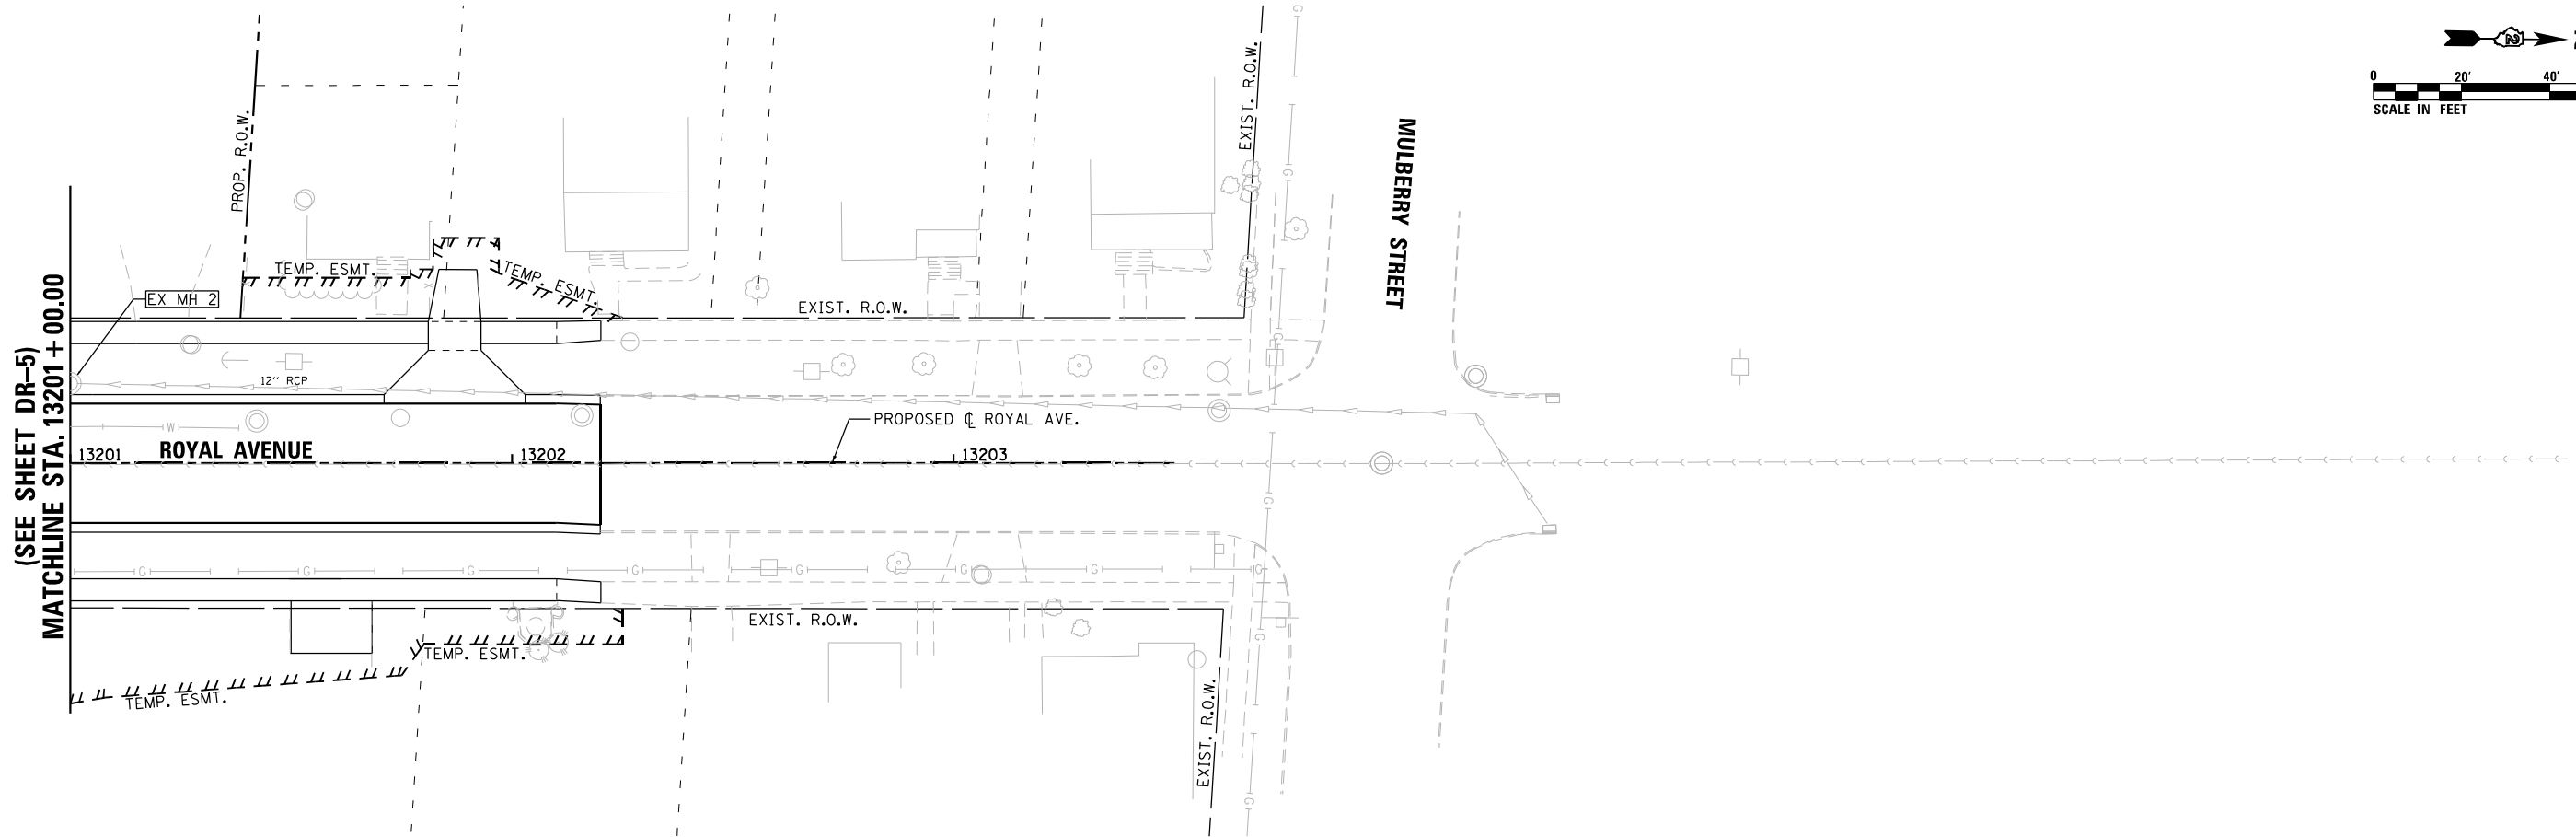 0 20' 40'
SCALE IN FEET
EXIST. R.O.W.
PROP. R.O.W.
MULBERRY STREET
TEMP. ESMT.
TEMP. ESMT.
EX MH 2
EXIST. R.O.W.
(SEE SHEET DR-5)
MATCHLINE STA. 13201 + 00.00
12" RCP
PROPOSED ℄ ROYAL AVE.
W
13201
ROYAL AVENUE
13202
13203
G
G
G
G
G
G
G
G
G
G
G
G
G
G
EXIST. R.O.W.
TEMP. ESMT.
TEMP. ESMT.
EXIST. R.O.W.